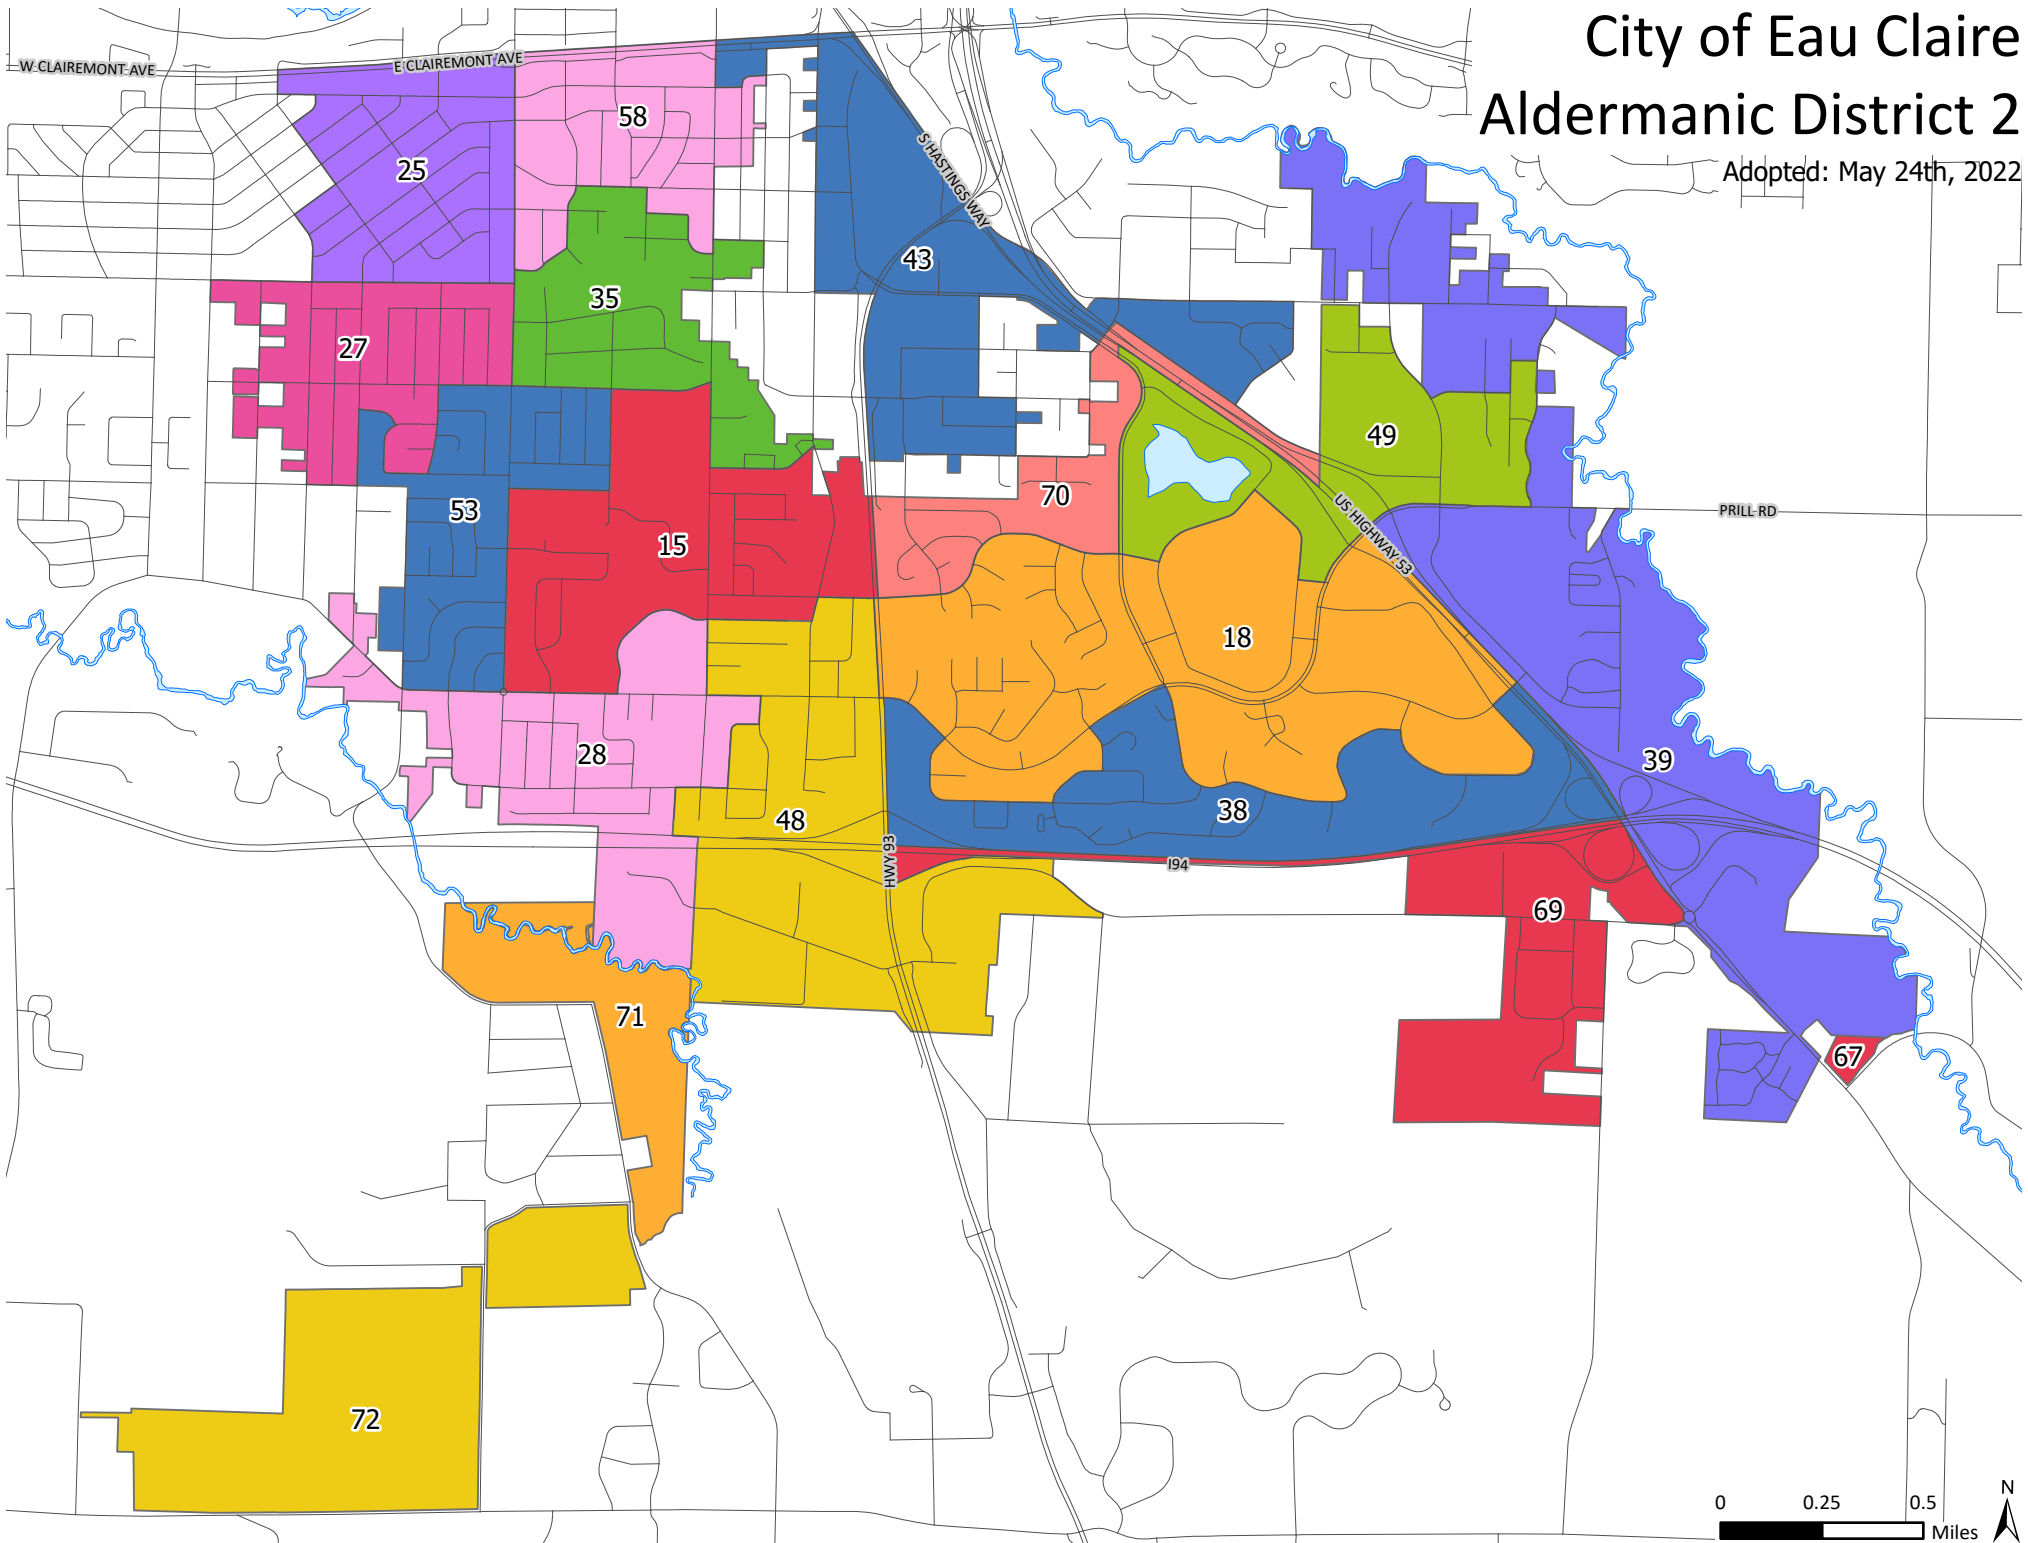 City of Eau Claire
Aldermanic District 2
Adopted: May 24th, 2022
W CLAIREMONT AVE
E CLAIREMONT AVE
58
25
S HASTINGS WAY
43
35
27
49
70
53
US HIGHWAY 53
PRILL RD
15
18
28
39
38
48
HWY 93
I94
69
71
67
72
0 0.25 0.5
Miles
N